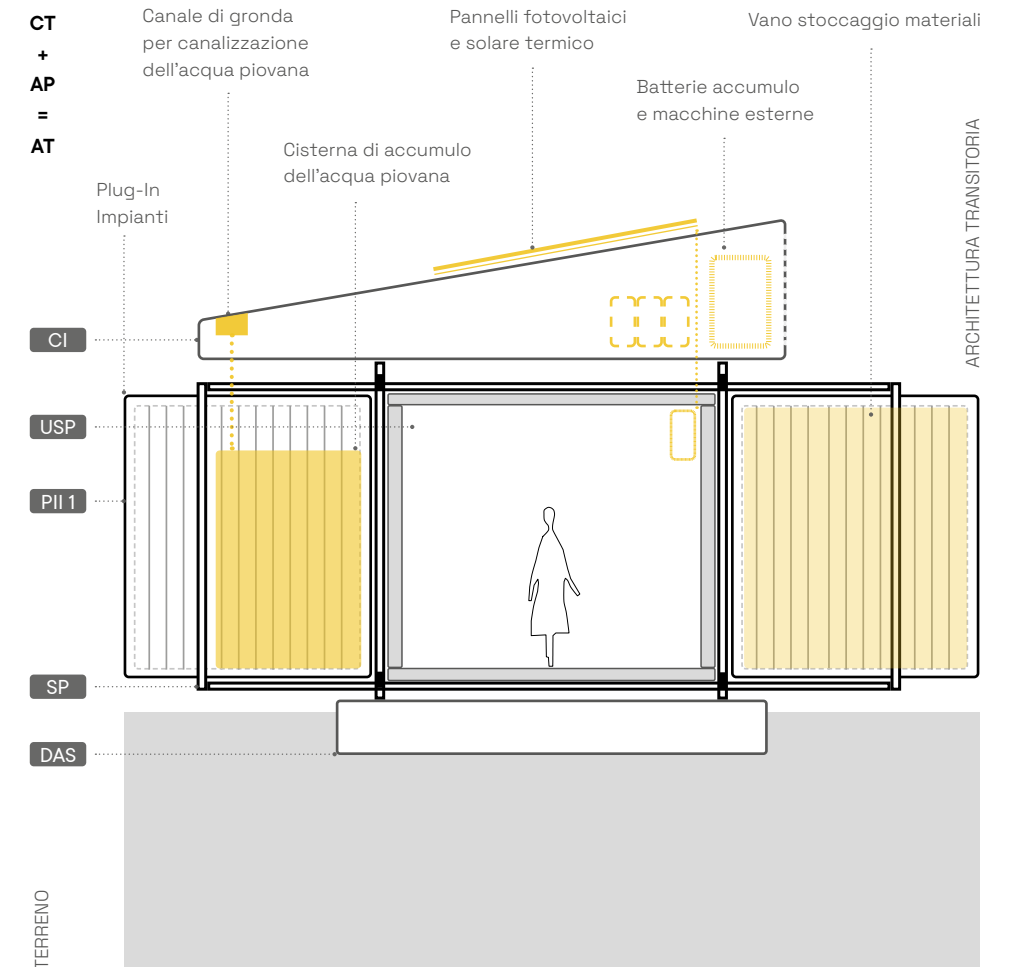 CT
+
AP
=
AT
Canale di gronda
per canalizzazione
dell'acqua piovana
Pannelli fotovoltaici
e solare termico
Vano stoccaggio materiali
Batterie accumulo
e macchine esterne
Cisterna di accumulo
dell'acqua piovana
Plug-In
Impianti
ARCHITETTURA TRANSITORIA
CI
USP
PII 1
SP
DAS
TERRENO